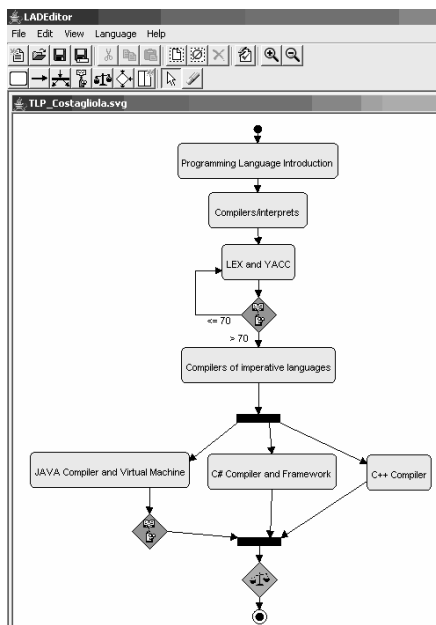 LADEditor
File Edit View Language Help
TLP_Costagliola.svg
Programming Language Introduction
Compilers/Interprets
LEX and YACC
<= 70
> 70
Compilers of imperative languages
JAVA Compiler and Virtual Machine
C# Compiler and Framework
C++ Compiler